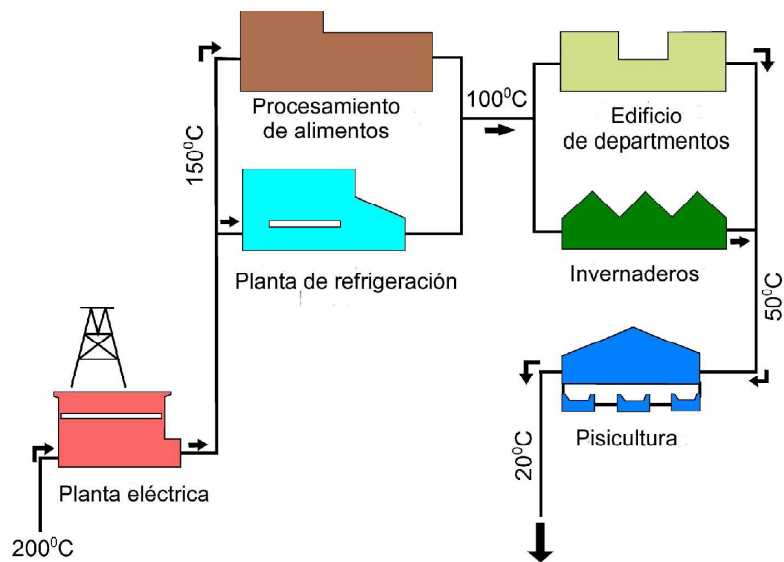 Procesamiento
de alimentos
150⁰C
Planta de refrigeración
100⁰C
Edificio
de departmentos
Invernaderos
50⁰C
Pisicultura
20⁰C
Planta eléctrica
200⁰C